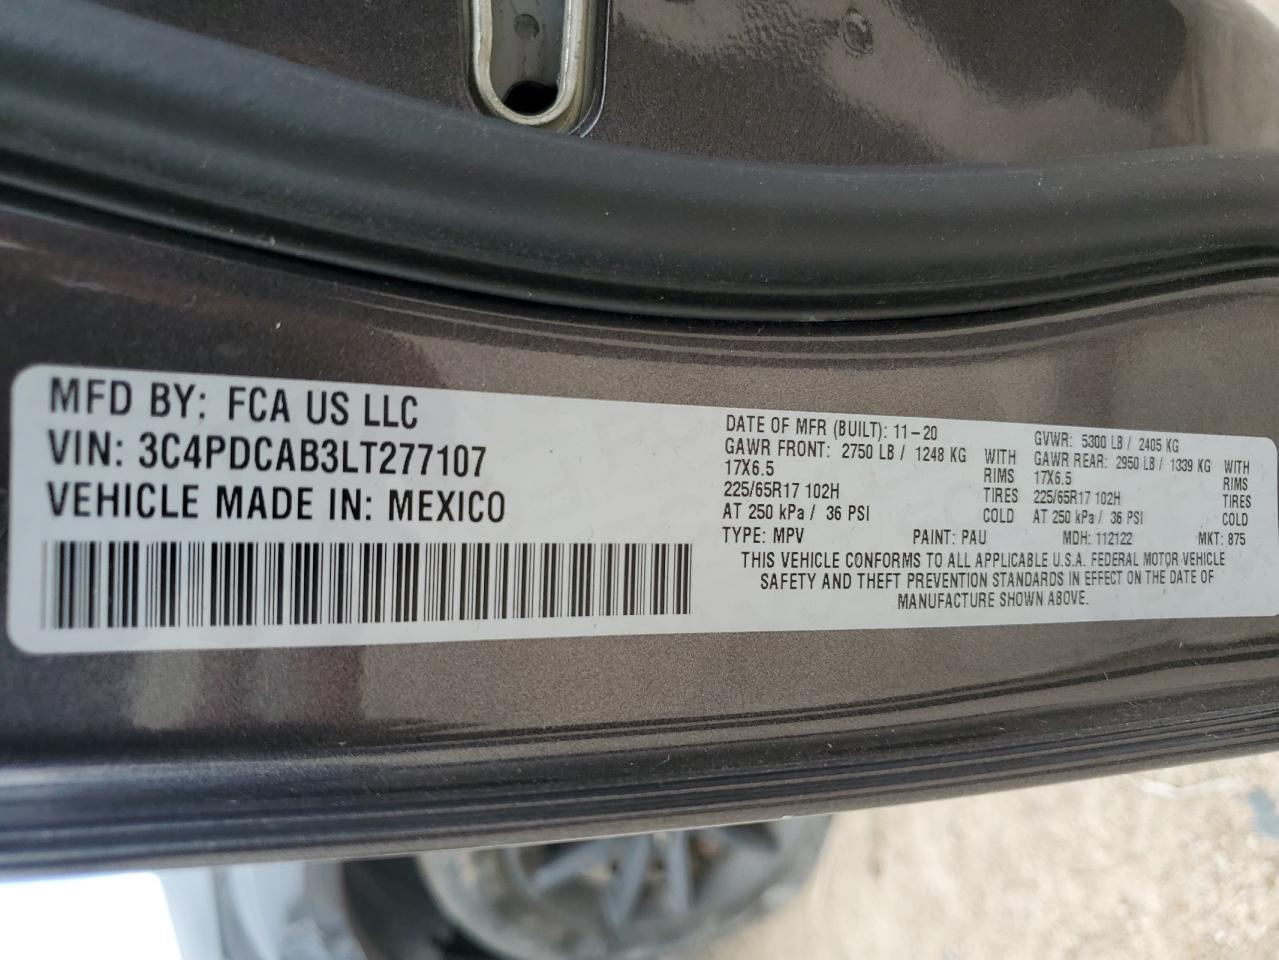 MFD BY: FCA US LLC
VIN: 3C4PDCAB3LT277107
VEHICLE MADE IN: MEXICO
DATE OF MFR (BUILT): 11-20 GVWR: 5300 LB / 2405 KG
GAWR FRONT: 2750 LB / 1248 KG WITH GAWR REAR: 2950 LB / 1339 KG WITH
17X6.5 RIMS 17X6.5 RIMS
225/65R17 102H TIRES 225/65R17 102H TIRES
AT 250 kPa / 36 PSI COLD AT 250 kPa / 36 PSI COLD
TYPE: MPV PAINT: PAU MDH: 112122 MKT: 875
THIS VEHICLE CONFORMS TO ALL APPLICABLE U.S.A. FEDERAL MOTOR VEHICLE
SAFETY AND THEFT PREVENTION STANDARDS IN EFFECT ON THE DATE OF
MANUFACTURE SHOWN ABOVE.